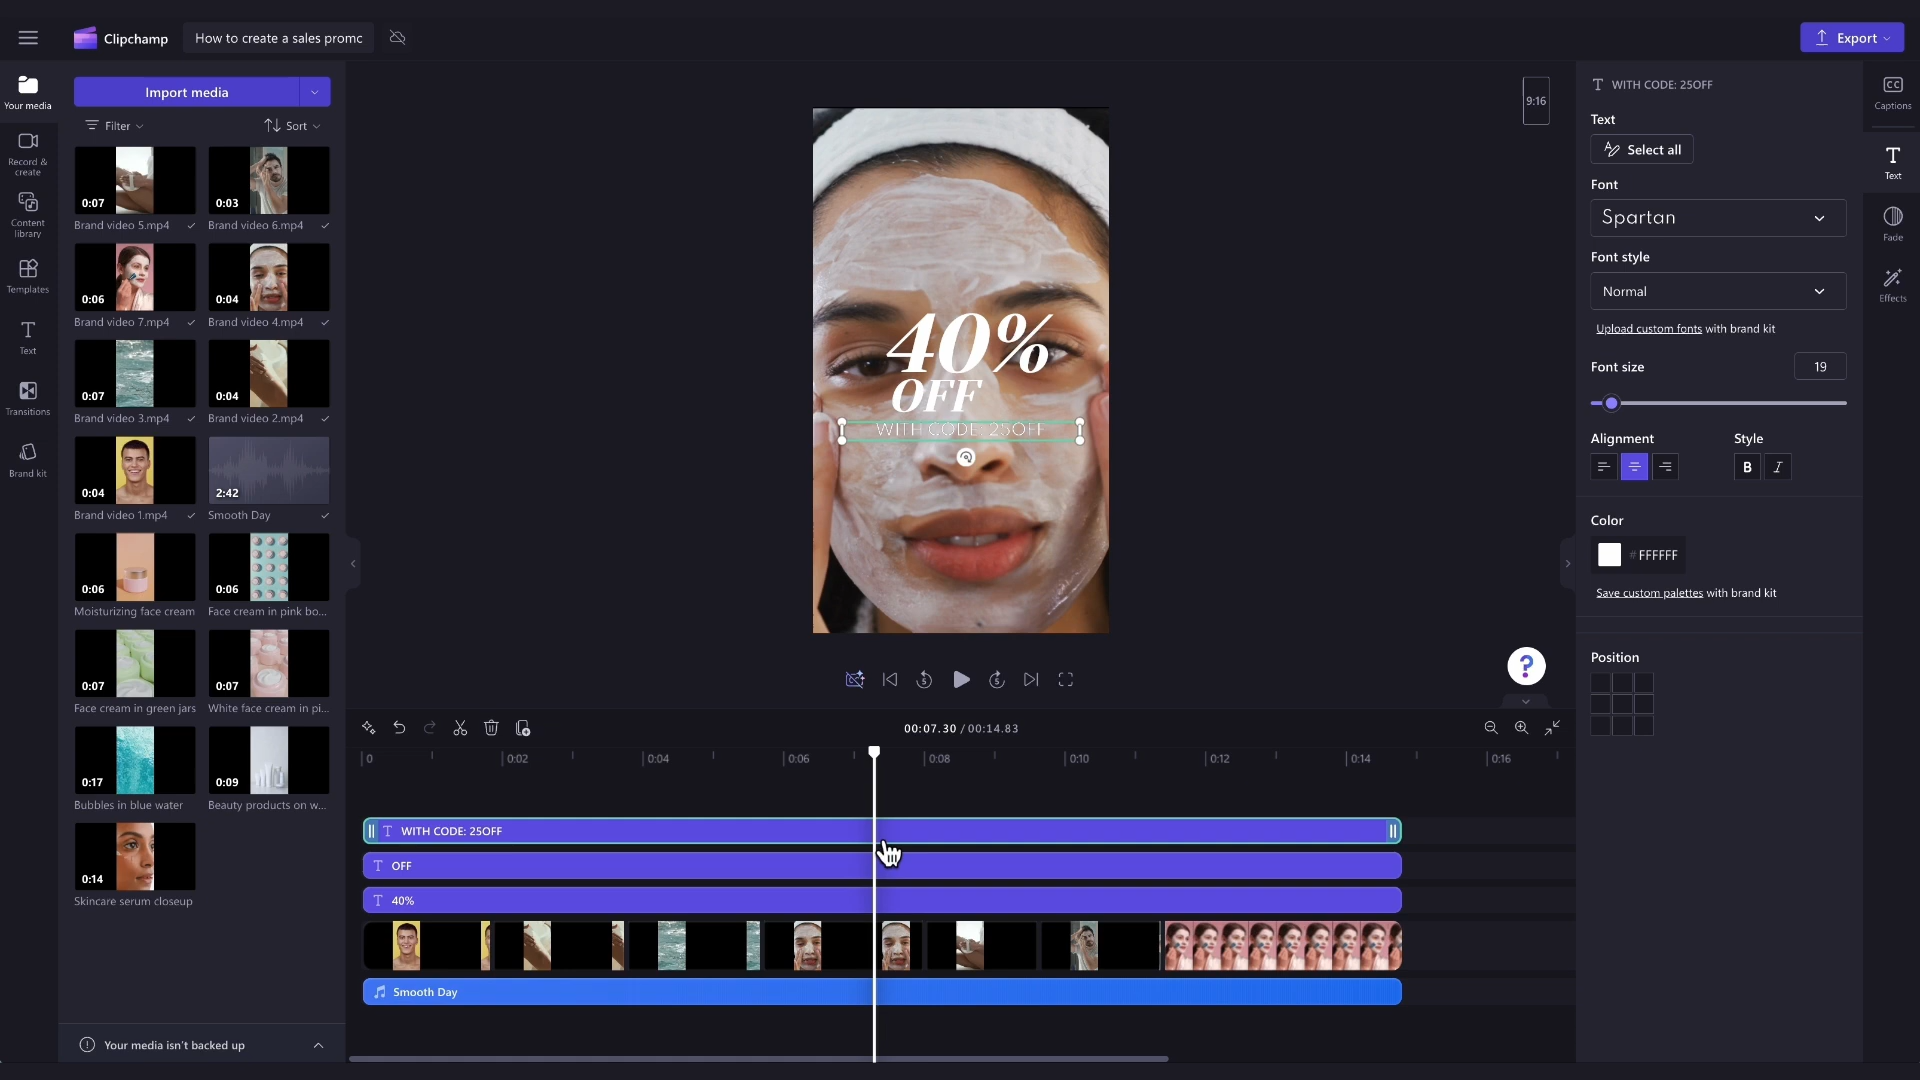 Clipchamp
How to create a sales promc
Export
Your media
Record & create
Content library
Templates
Text
Transitions
Brand kit
Import media
Filter
Sort
0:07
Brand video 5.mp4
0:03
Brand video 6.mp4
0:06
Brand video 7.mp4
0:04
Brand video 4.mp4
0:07
Brand video 3.mp4
0:04
Brand video 2.mp4
0:04
Brand video 1.mp4
2:42
Smooth Day
0:06
Moisturizing face cream
0:06
Face cream in pink bo...
0:07
Face cream in green jars
0:07
White face cream in pi...
0:17
Bubbles in blue water
0:09
Beauty products on w...
0:14
Skincare serum closeup
Your media isn't backed up
9:16
40%
OFF
WITH CODE: 25OFF
5
5
?
00:07.30 / 00:14.83
0
0:02
0:04
0:06
0:08
0:10
0:12
0:14
0:16
T WITH CODE: 25OFF
T OFF
T 40%
Smooth Day
T WITH CODE: 25OFF
Text
Select all
Font
Spartan
Font style
Normal
Upload custom fonts with brand kit
Font size
19
Alignment
Style
B I
Color
# FFFFFF
Save custom palettes with brand kit
Position
CC
Captions
T
Text
Fade
Effects